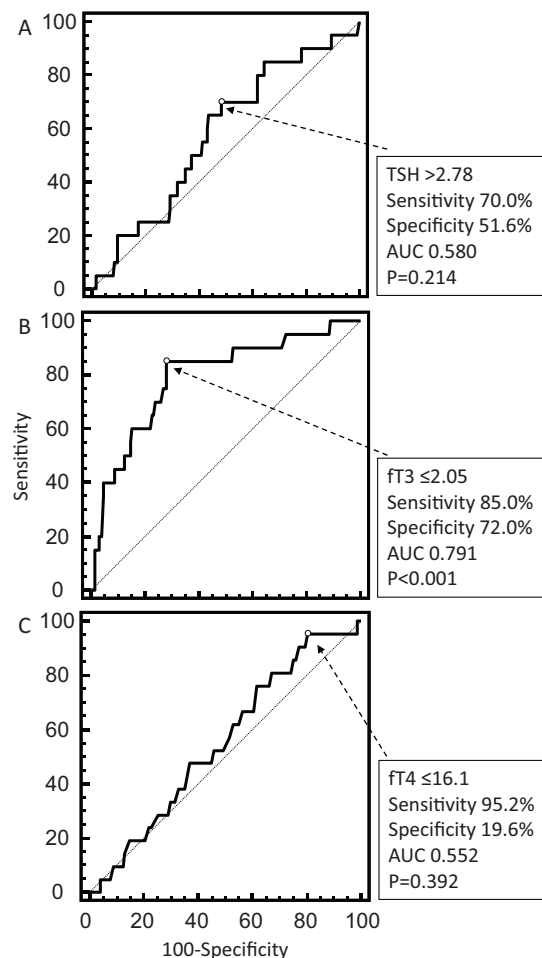 A
100
80
60
40
20
0
TSH >2.78
Sensitivity 70.0%
Specificity 51.6%
AUC 0.580
P=0.214
B
100
80
60
40
20
0
Sensitivity
fT3 ≤2.05
Sensitivity 85.0%
Specificity 72.0%
AUC 0.791
P<0.001
C
100
80
60
40
20
0
fT4 ≤16.1
Sensitivity 95.2%
Specificity 19.6%
AUC 0.552
P=0.392
0 20 40 60 80 100
100-Specificity